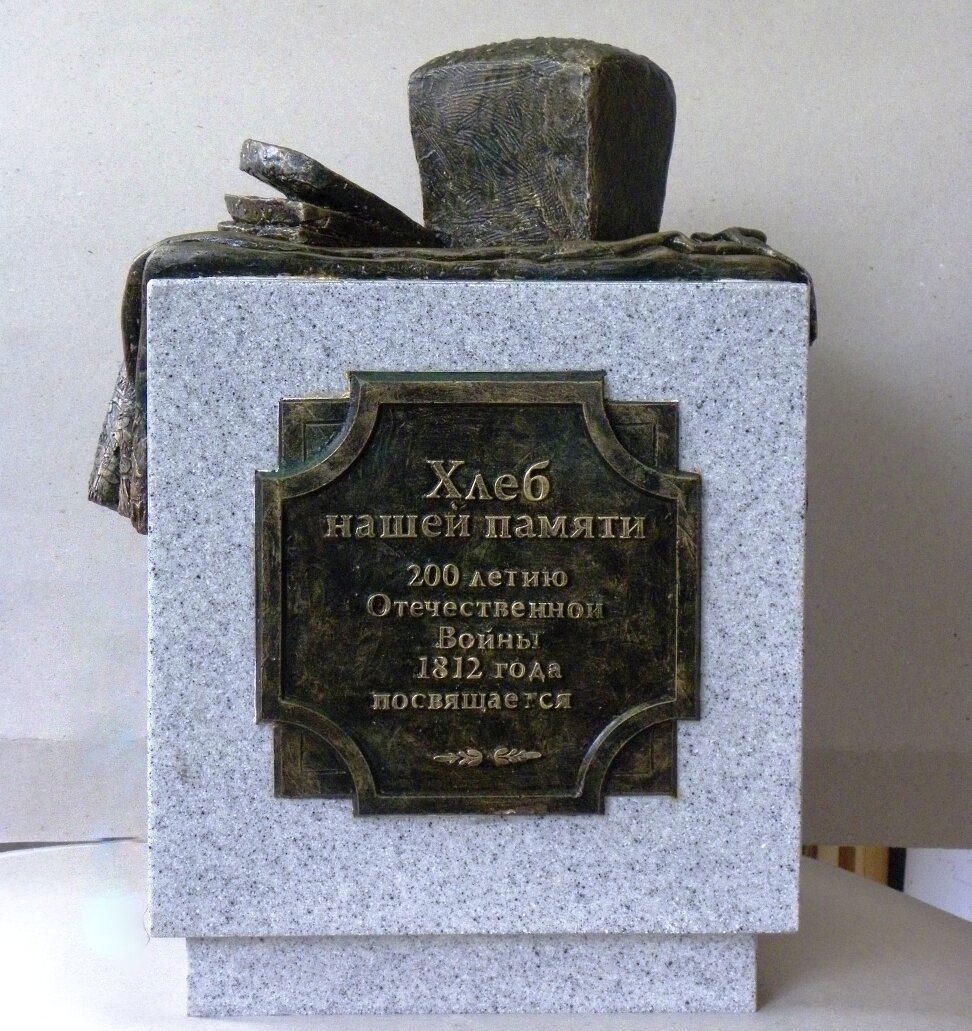 Хлеб
нашей памяти
200 летию
Отечественной
Войны
1812 года
посвящается